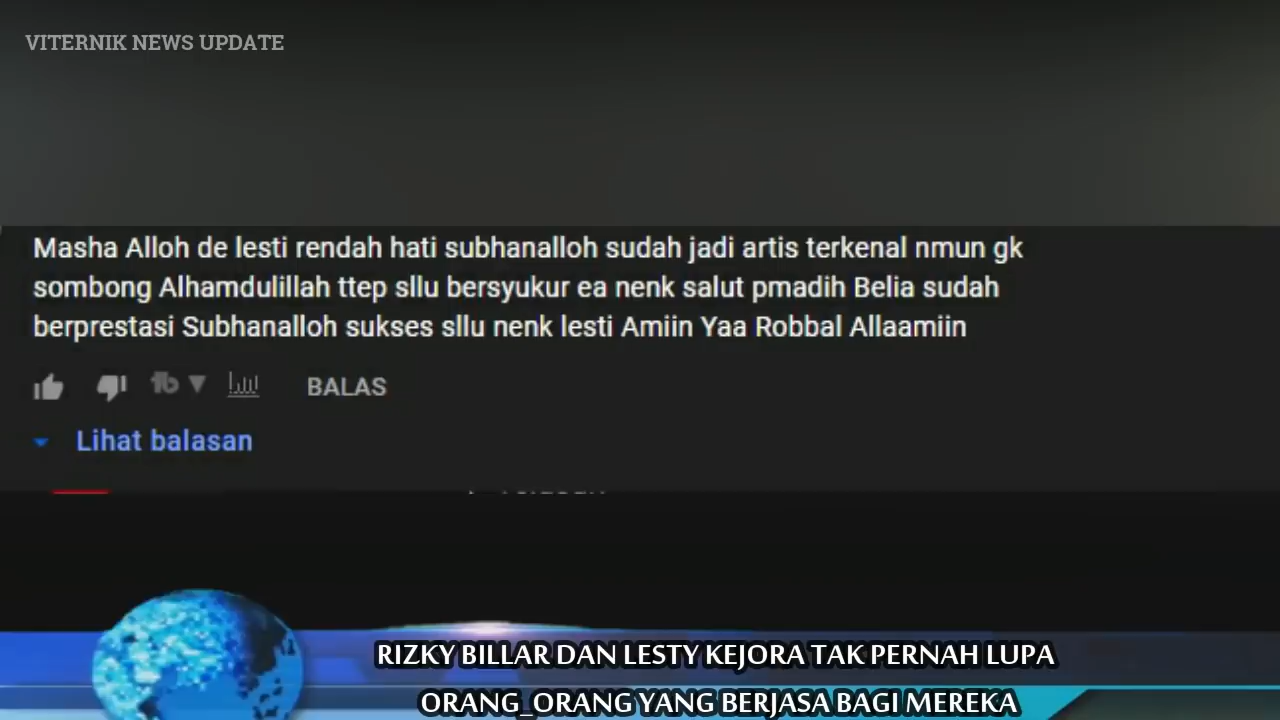 VITERNIK NEWS UPDATE
Masha Alloh de lesti rendah hati subhanalloh sudah jadi artis terkenal nmun gk
sombong Alhamdulillah ttep sllu bersyukur ea nenk salut pmadih Belia sudah
berprestasi Subhanalloh sukses sllu nenk lesti Amiin Yaa Robbal Allaamiin
BALAS
Lihat balasan
RIZKY BILLAR DAN LESTY KEJORA TAK PERNAH LUPA
ORANG_ORANG YANG BERJASA BAGI MEREKA